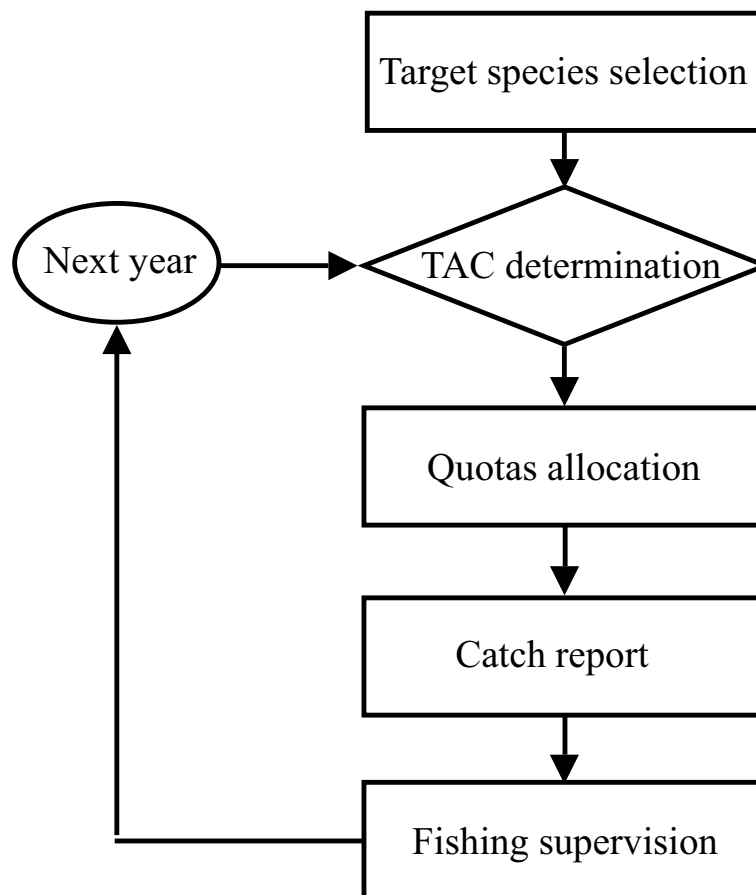 Target species selection
Next year
TAC determination
Quotas allocation
Catch report
Fishing supervision